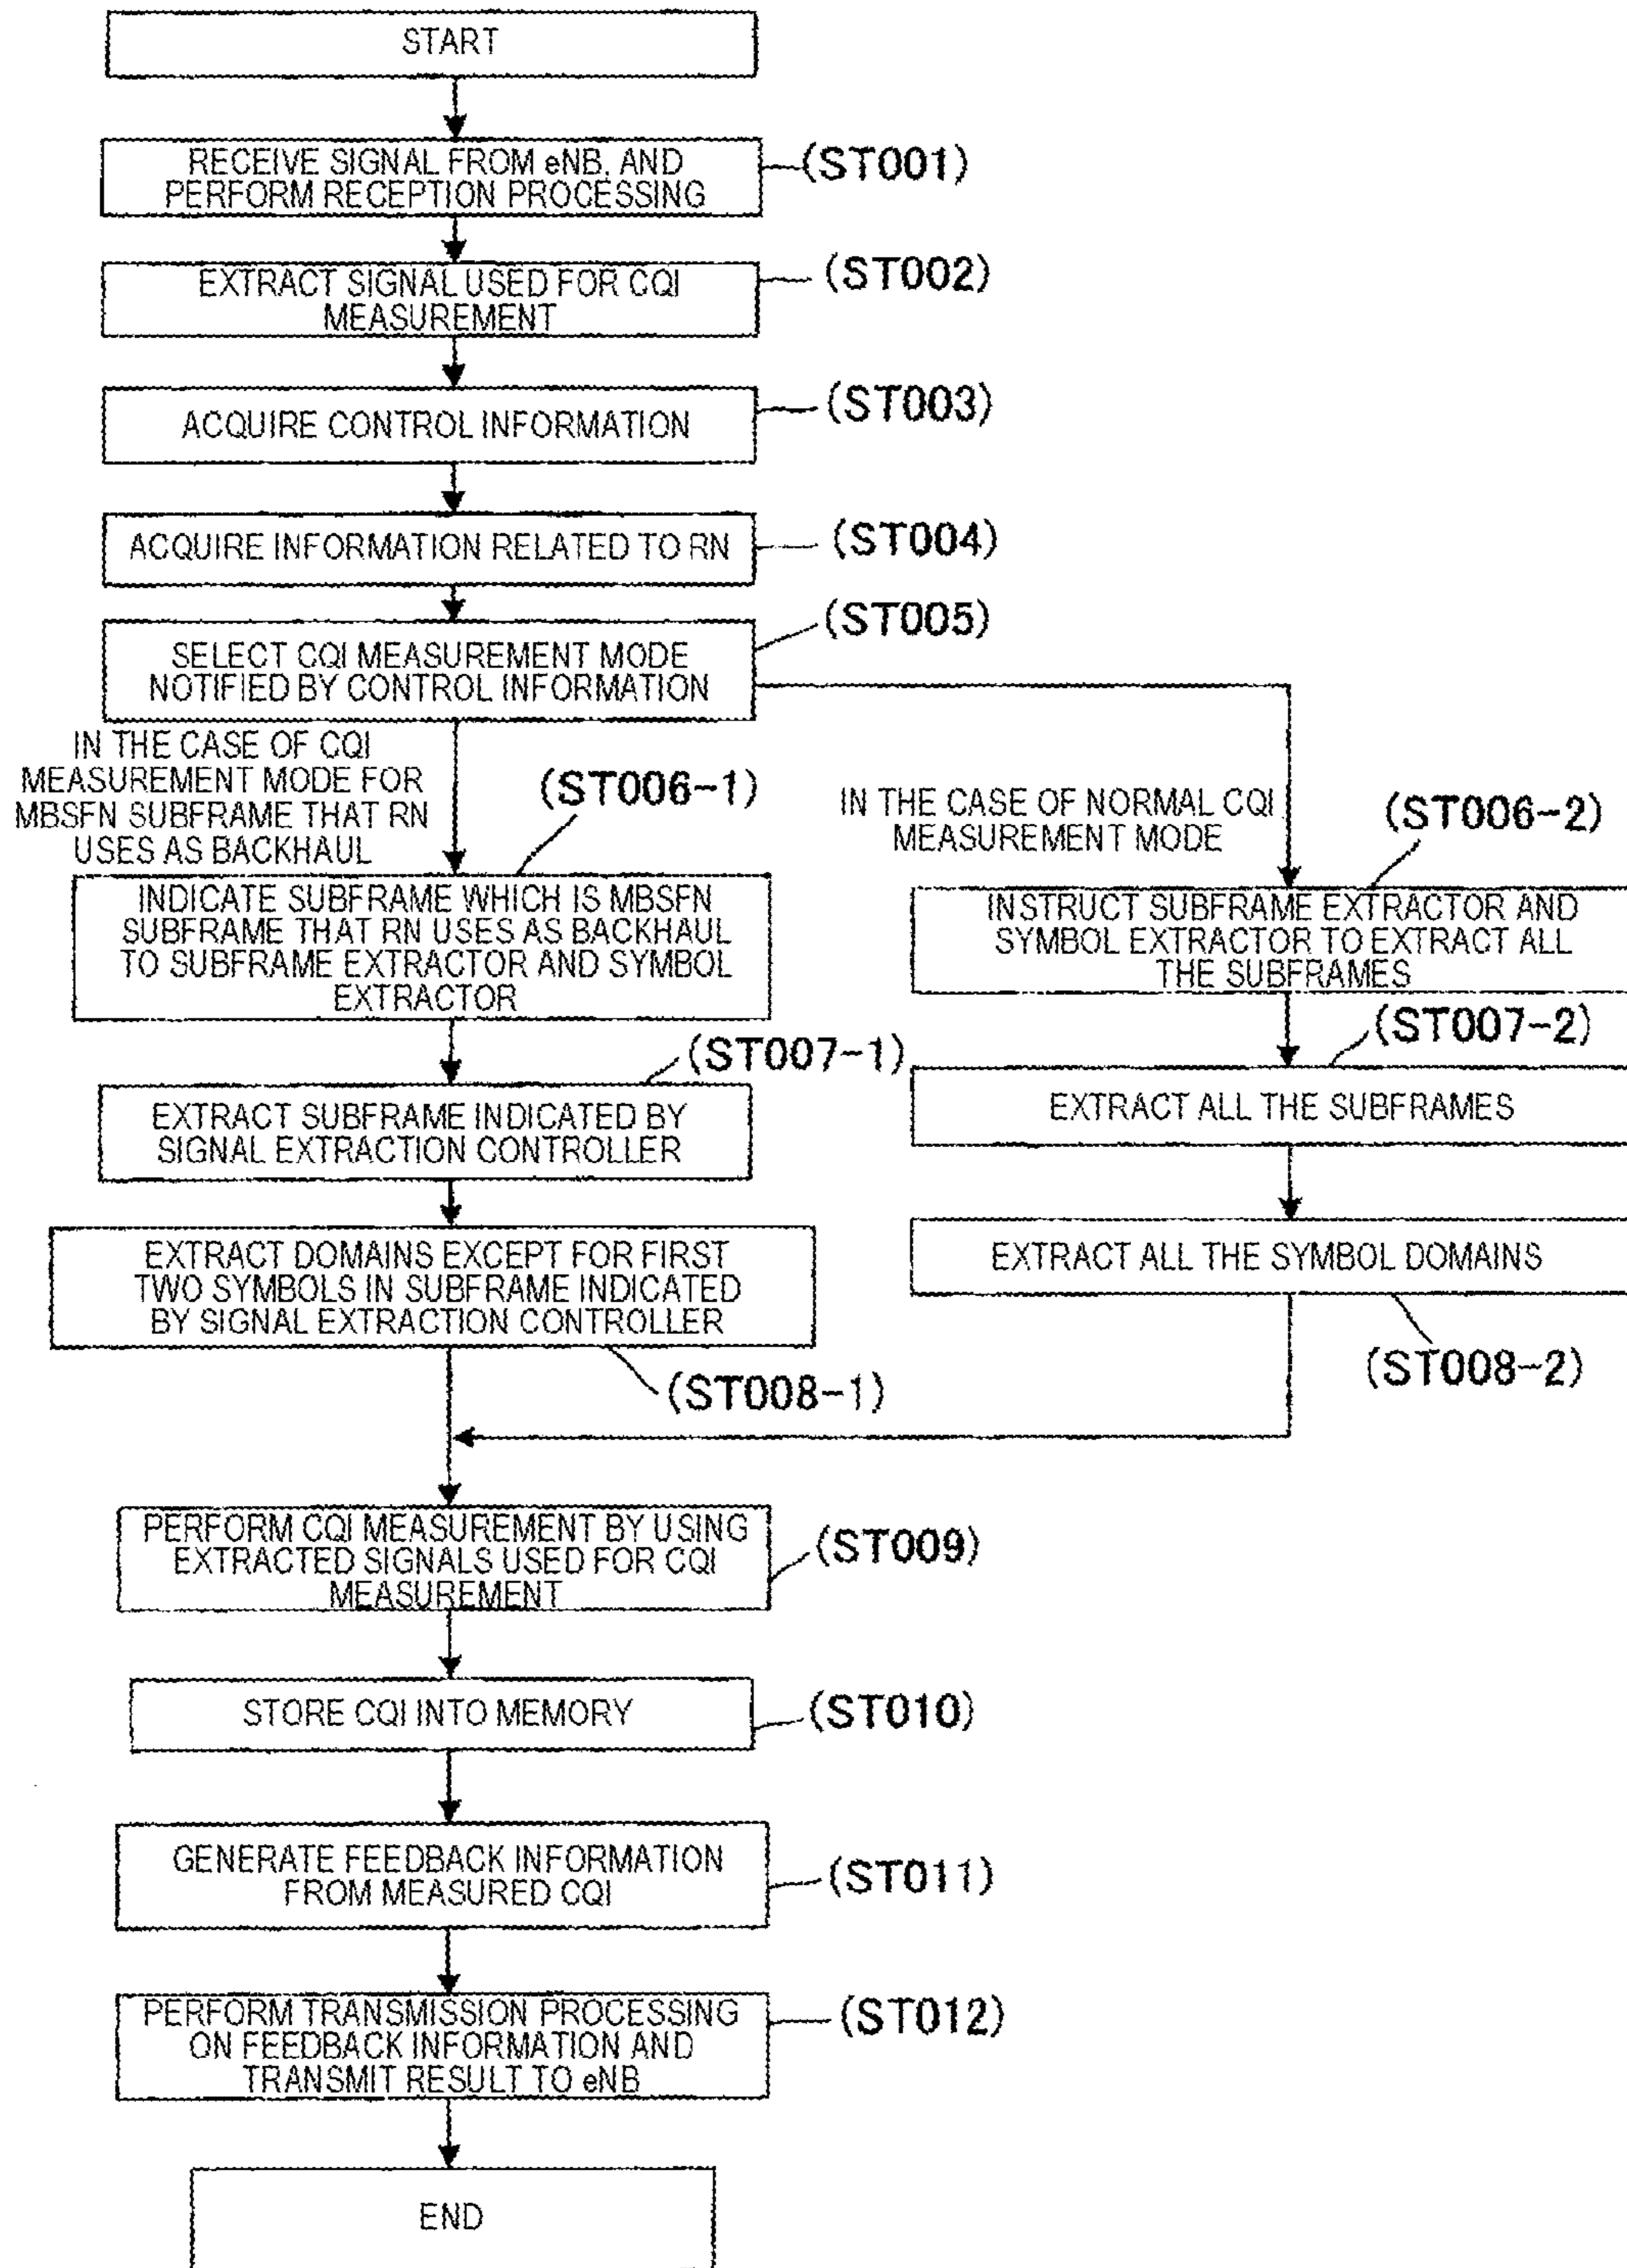 START
RECEIVE SIGNAL FROM eNB, AND
PERFORM RECEPTION PROCESSING
(ST001)
EXTRACT SIGNAL USED FOR CQI
MEASUREMENT
(ST002)
ACQUIRE CONTROL INFORMATION
(ST003)
ACQUIRE INFORMATION RELATED TO RN
(ST004)
SELECT CQI MEASUREMENT MODE
NOTIFIED BY CONTROL INFORMATION
(ST005)
IN THE CASE OF CQI
MEASUREMENT MODE FOR
MBSFN SUBFRAME THAT RN
USES AS BACKHAUL
(ST006-1)
INDICATE SUBFRAME WHICH IS MBSFN
SUBFRAME THAT RN USES AS BACKHAUL
TO SUBFRAME EXTRACTOR AND SYMBOL
EXTRACTOR
(ST007-1)
EXTRACT SUBFRAME INDICATED BY
SIGNAL EXTRACTION CONTROLLER
EXTRACT DOMAINS EXCEPT FOR FIRST
TWO SYMBOLS IN SUBFRAME INDICATED
BY SIGNAL EXTRACTION CONTROLLER
(ST008-1)
IN THE CASE OF NORMAL CQI
MEASUREMENT MODE
(ST006-2)
INSTRUCT SUBFRAME EXTRACTOR AND
SYMBOL EXTRACTOR TO EXTRACT ALL
THE SUBFRAMES
(ST007-2)
EXTRACT ALL THE SUBFRAMES
EXTRACT ALL THE SYMBOL DOMAINS
(ST008-2)
PERFORM CQI MEASUREMENT BY USING
EXTRACTED SIGNALS USED FOR CQI
MEASUREMENT
(ST009)
STORE CQI INTO MEMORY
(ST010)
GENERATE FEEDBACK INFORMATION
FROM MEASURED CQI
(ST011)
PERFORM TRANSMISSION PROCESSING
ON FEEDBACK INFORMATION AND
TRANSMIT RESULT TO eNB
(ST012)
END